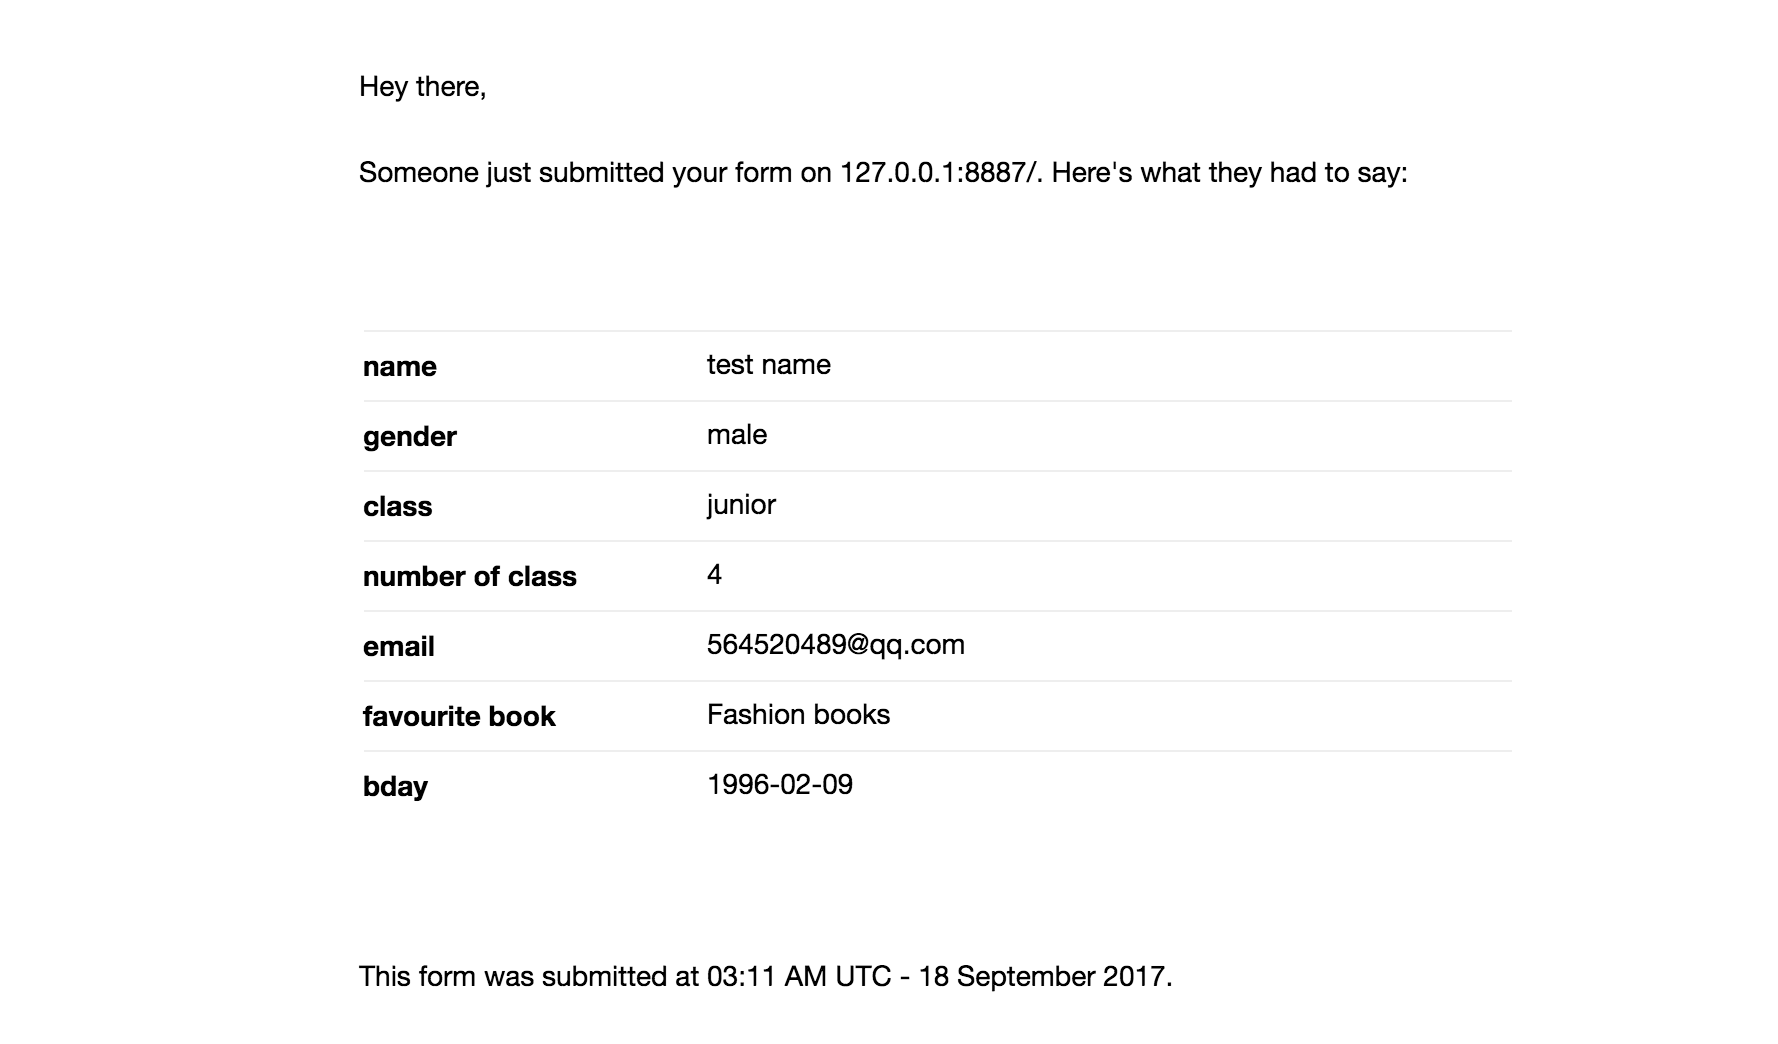 Hey there,
Someone just submitted your form on 127.0.0.1:8887/. Here's what they had to say:
name test name
gender male
class junior
number of class 4
email 564520489@qq.com
favourite book Fashion books
bday 1996-02-09
This form was submitted at 03:11 AM UTC - 18 September 2017.